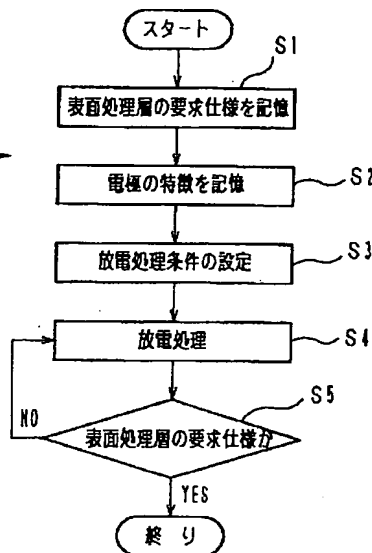 スタート
S1
表面処理層の要求仕様を記憶
S2
電極の特徴を記憶
S3
放電処理条件の設定
S4
放電処理
S5
表面処理層の要求仕様か
NO
YES
終り